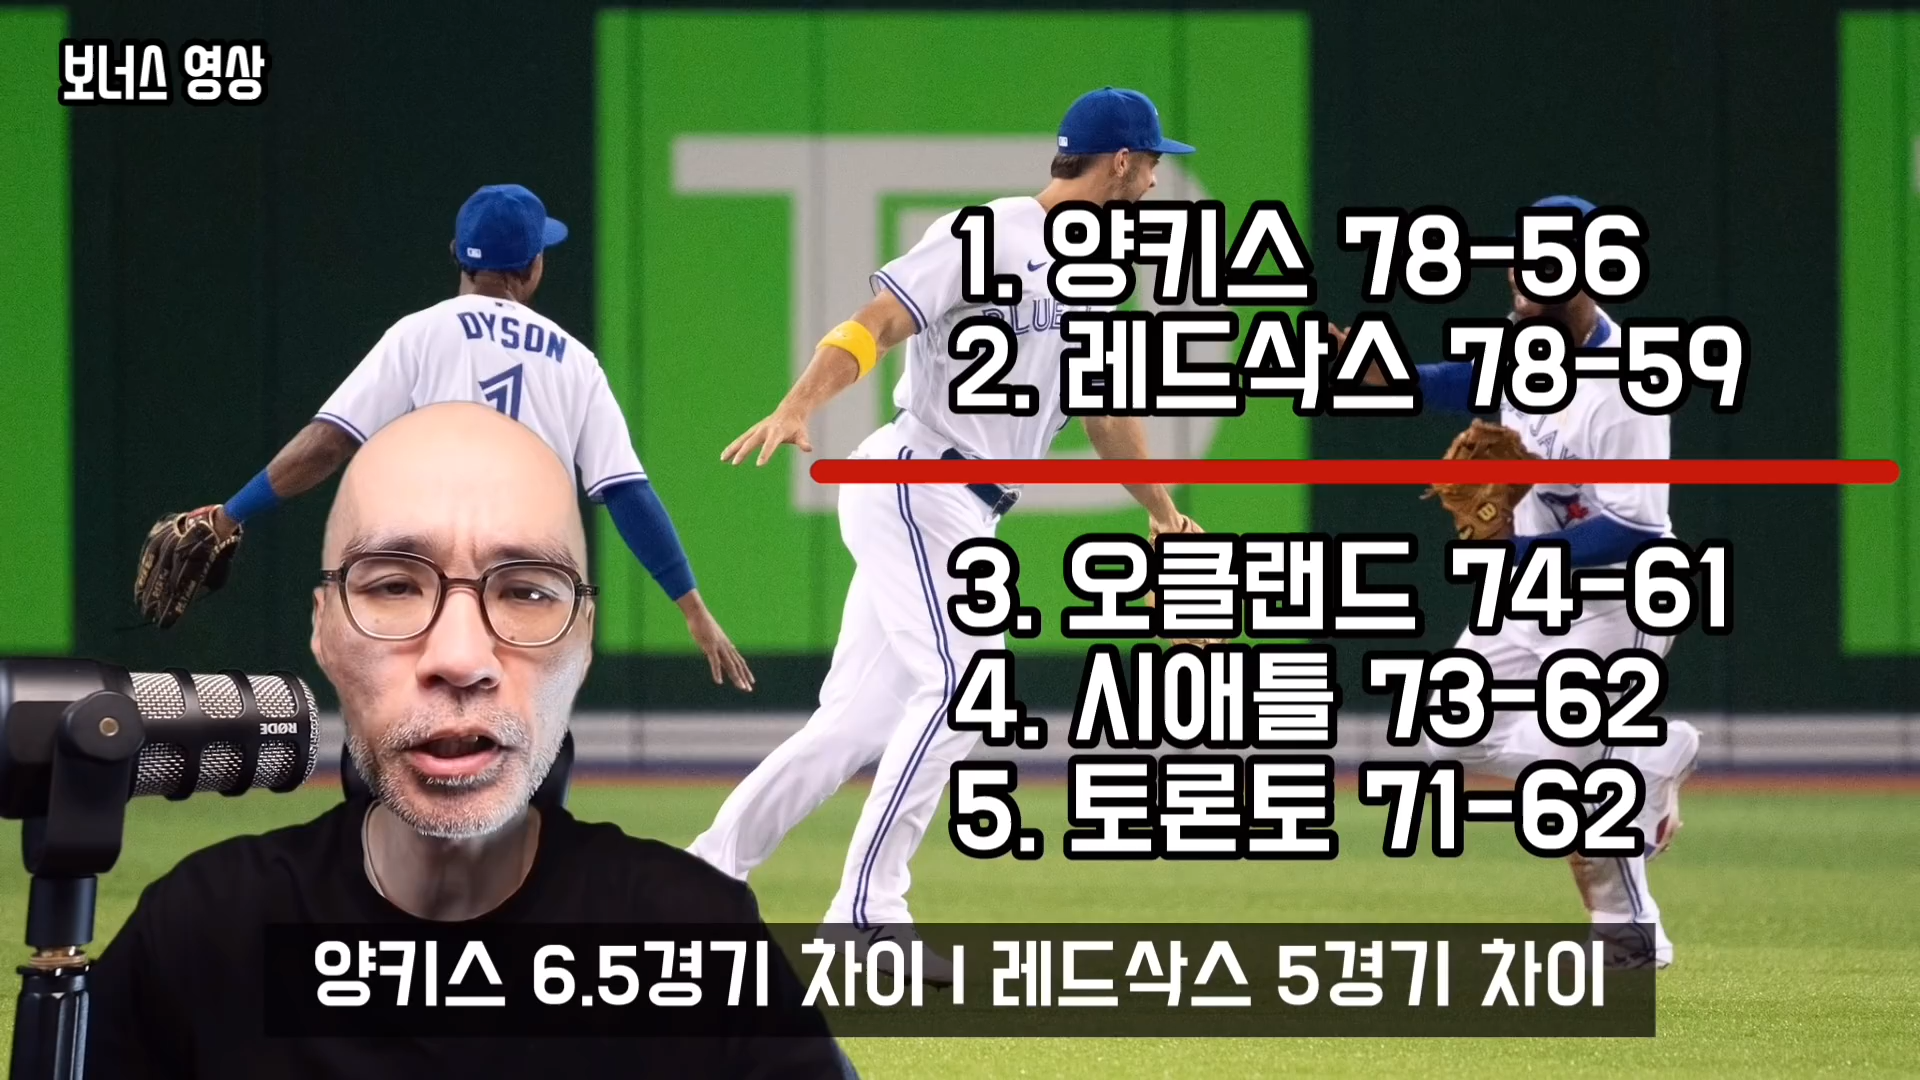 보너스 영상
TD
DYSON
1
BLUE
1. 양키스 78-56
2. 레드삭스 78-59
3. 오클랜드 74-61
4. 시애틀 73-62
5. 토론토 71-62
RØDE
양키스 6.5경기 차이 | 레드삭스 5경기 차이